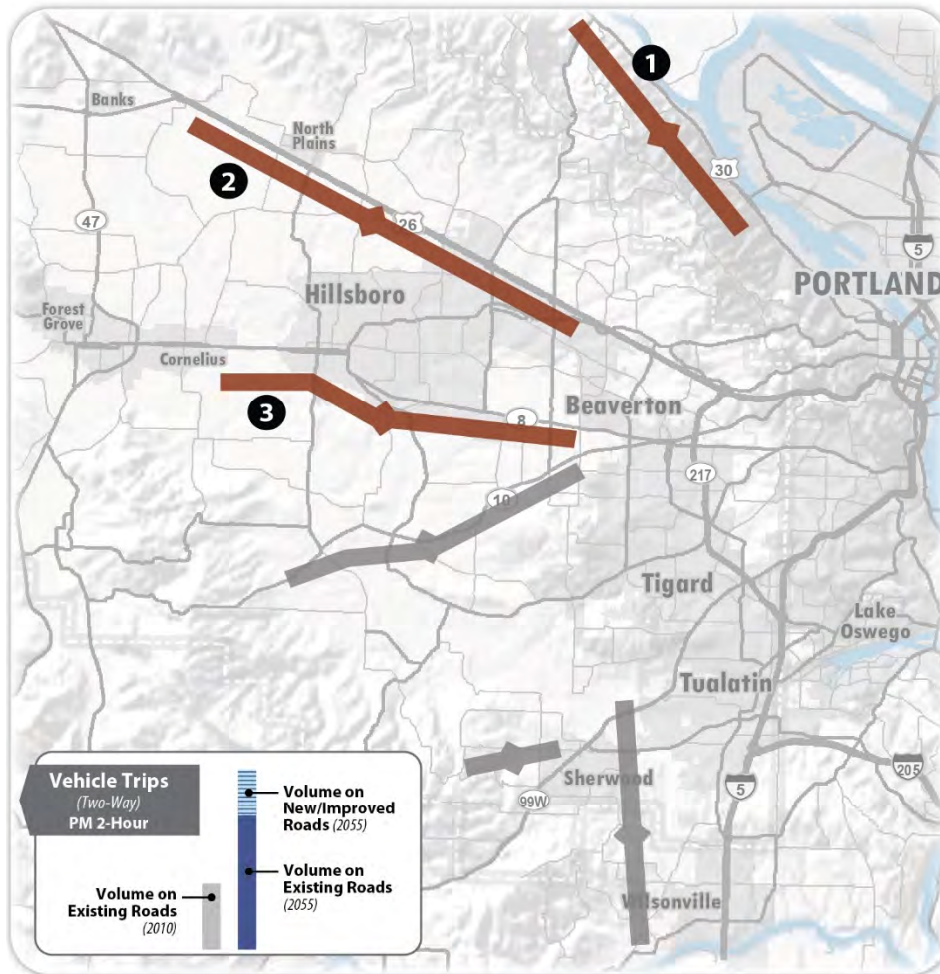 1
Banks
North
Plains
30
2
47
26
5
PORTLAND
Hillsboro
Forest
Grove
Cornelius
3
8
Beaverton
10
217
Tigard
Lake
Oswego
Tualatin
Sherwood
99W
5
205
Wilsonville
Vehicle Trips
(Two-Way)
PM 2-Hour
Volume on
New/Improved
Roads (2055)
Volume on
Existing Roads
(2055)
Volume on
Existing Roads
(2010)